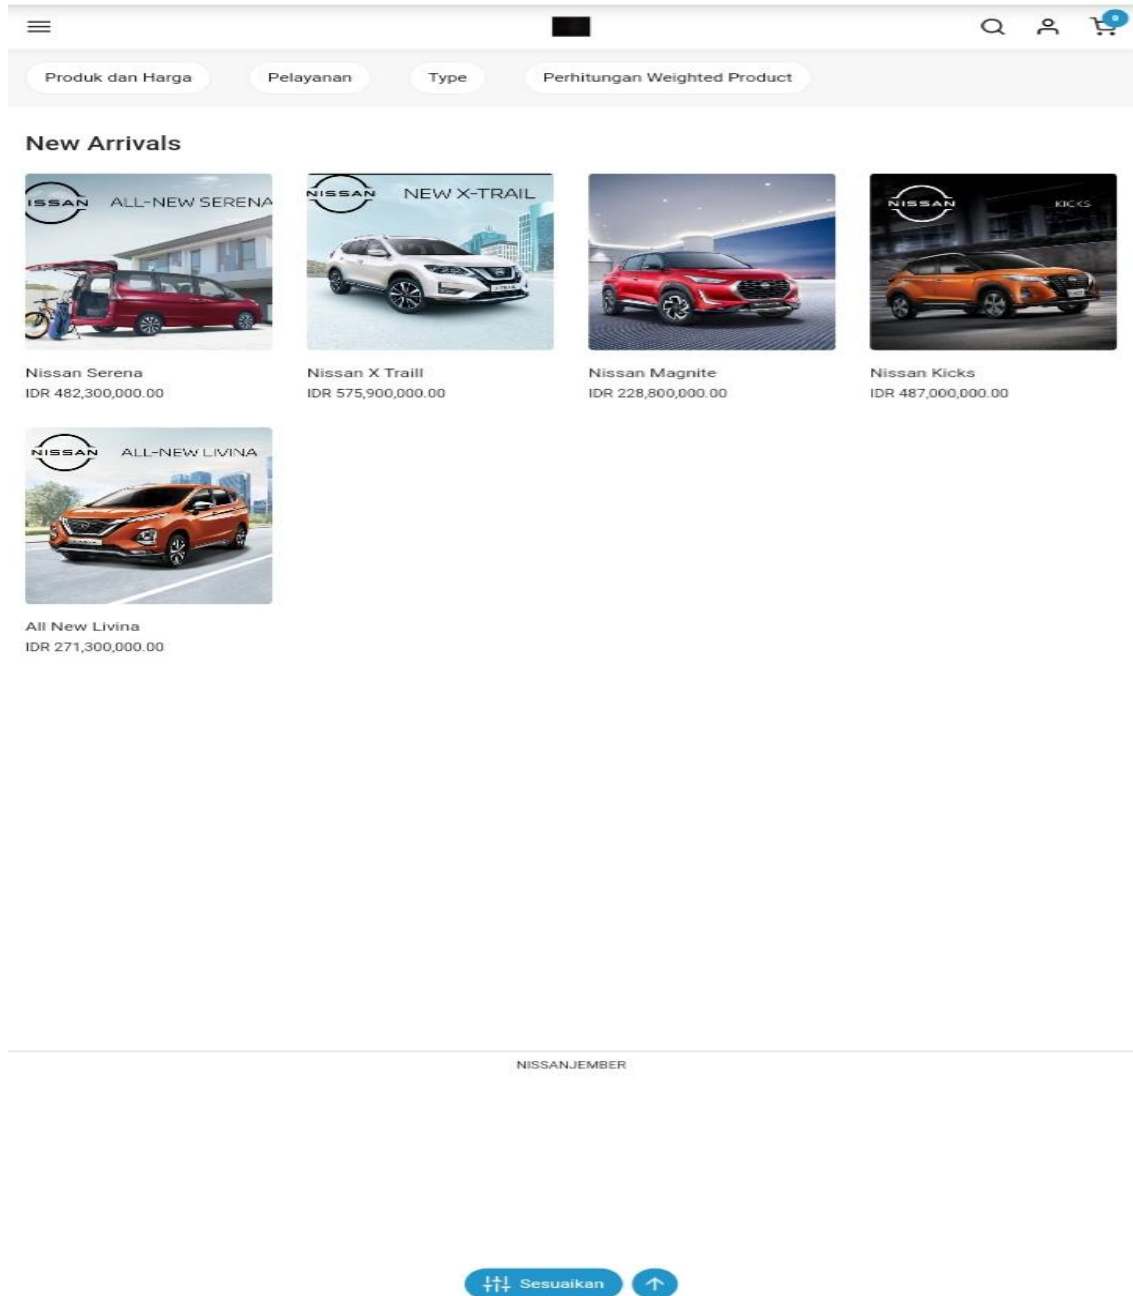 0
Produk dan Harga Pelayanan Type Perhitungan Weighted Product
New Arrivals
ISSAN ALL-NEW SERENA
NISSAN NEW X-TRAIL
NISSAN KICKS
Nissan Serena
IDR 482,300,000.00
Nissan X Traill
IDR 575,900,000.00
Nissan Magnite
IDR 228,800,000.00
Nissan Kicks
IDR 487,000,000.00
NISSAN ALL-NEW LIVINA
All New Livina
IDR 271,300,000.00
NISSANJEMBER
Sesuaikan